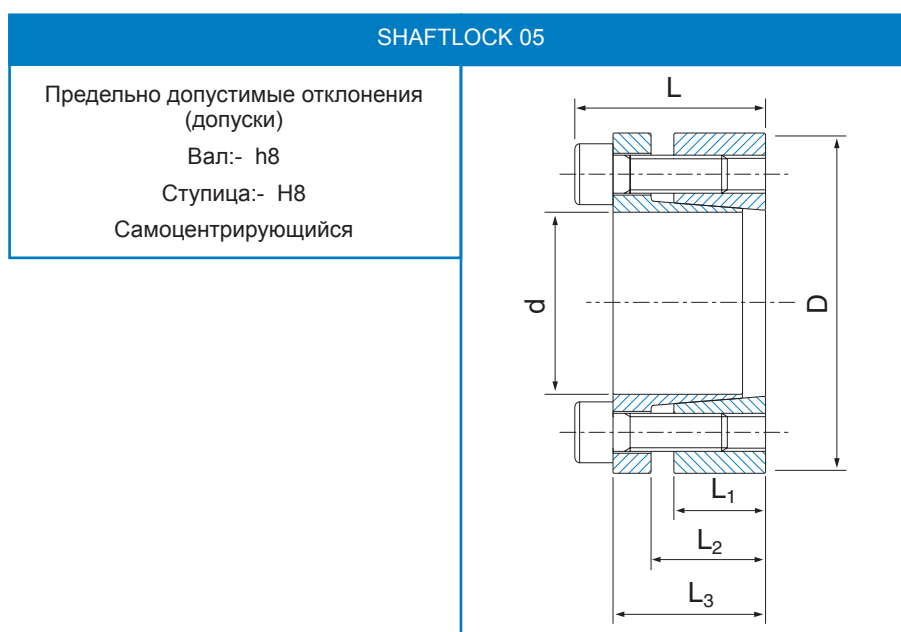 SHAFTLOCK 05
Предельно допустимые отклонения
(допуски)
Вал:- h8
Ступица:- H8
Самоцентрирующийся
L
d
D
L₁
L₂
L₃